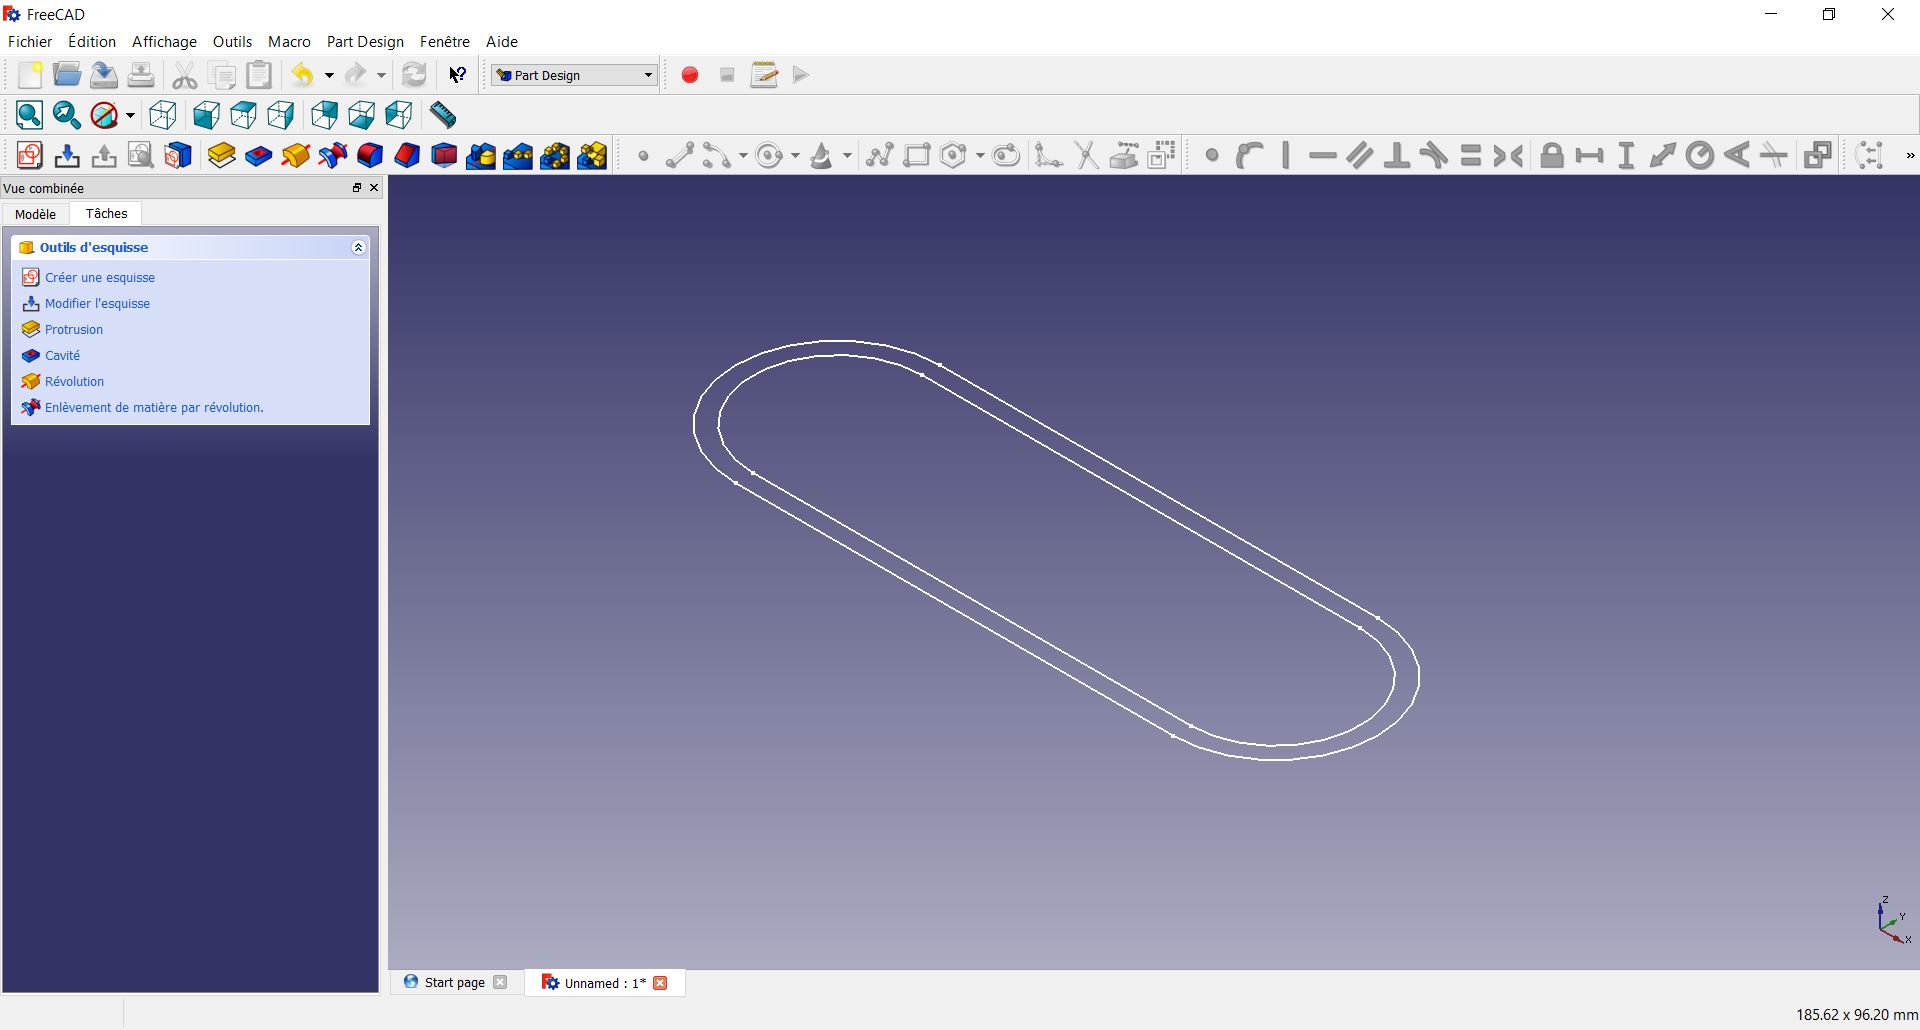 FreeCAD
Fichier Édition Affichage Outils Macro Part Design Fenêtre Aide
Part Design
»
Vue combinée
Modèle Tâches
Outils d'esquisse
Créer une esquisse
Modifier l'esquisse
Protrusion
Cavité
Révolution
Enlèvement de matière par révolution.
Z
Y
X
Start page Unnamed : 1*
185.62 x 96.20 mm